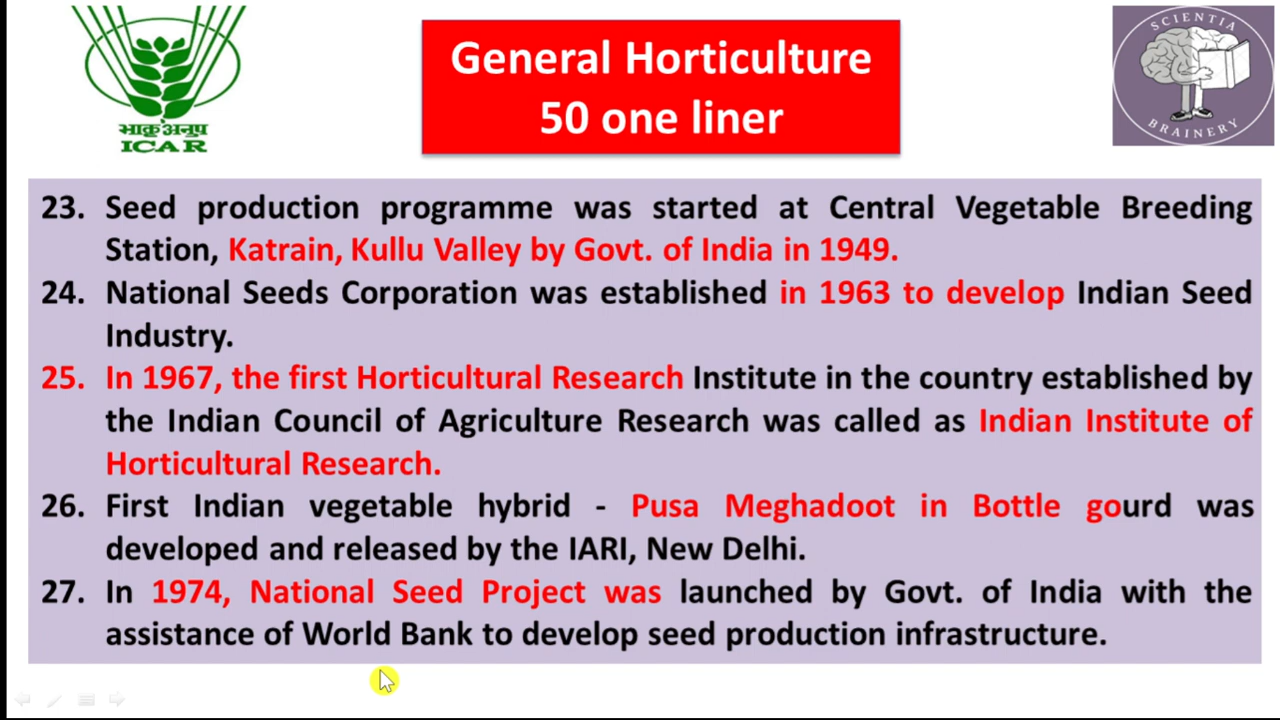 भाकृअनुप
ICAR
General Horticulture
50 one liner
SCIENTIA
BRAINERY
23. Seed production programme was started at Central Vegetable Breeding
Station, Katrain, Kullu Valley by Govt. of India in 1949.
24. National Seeds Corporation was established in 1963 to develop Indian Seed
Industry.
25. In 1967, the first Horticultural Research Institute in the country established by
the Indian Council of Agriculture Research was called as Indian Institute of
Horticultural Research.
26. First Indian vegetable hybrid - Pusa Meghadoot in Bottle gourd was
developed and released by the IARI, New Delhi.
27. In 1974, National Seed Project was launched by Govt. of India with the
assistance of World Bank to develop seed production infrastructure.